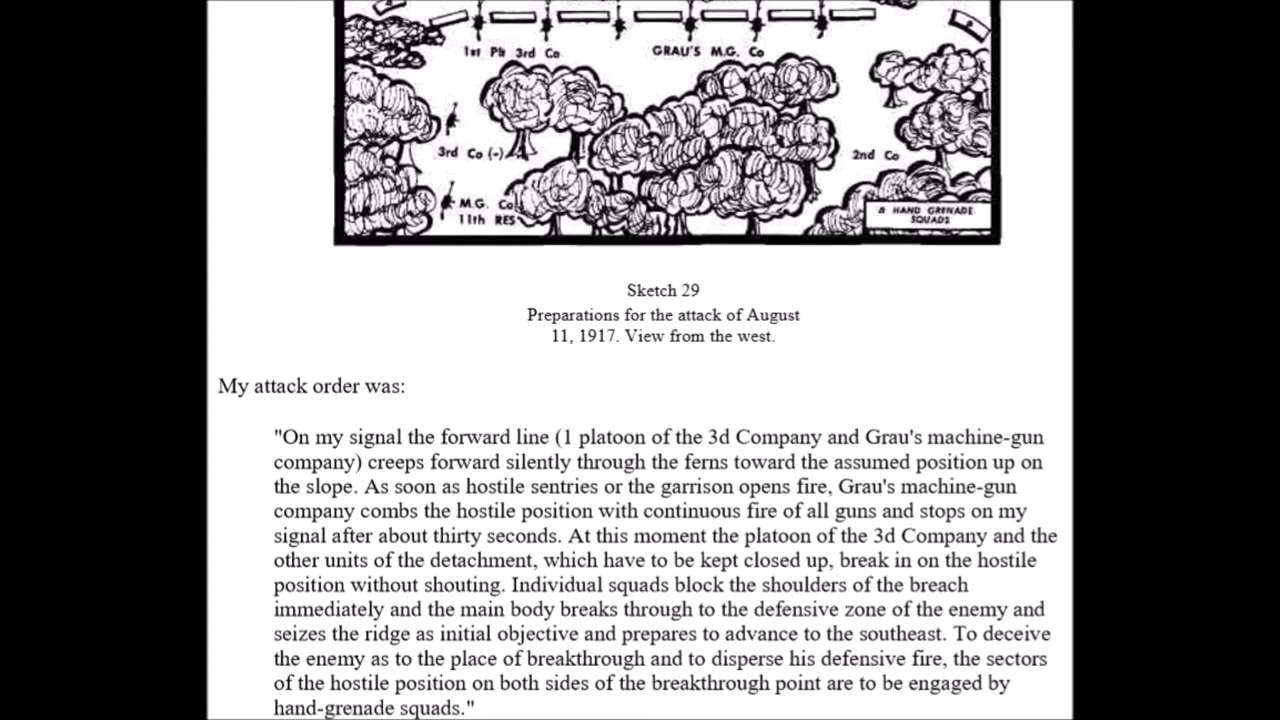 1st Plt 3rd Co
GRAU'S M.G. Co
3rd Co (-)
2nd Co
M.G. Co
11th RES
HAND GRENADE
SQUADS
Sketch 29
Preparations for the attack of August
11, 1917. View from the west.
My attack order was:
"On my signal the forward line (1 platoon of the 3d Company and Grau's machine-gun
company) creeps forward silently through the ferns toward the assumed position up on
the slope. As soon as hostile sentries or the garrison opens fire, Grau's machine-gun
company combs the hostile position with continuous fire of all guns and stops on my
signal after about thirty seconds. At this moment the platoon of the 3d Company and the
other units of the detachment, which have to be kept closed up, break in on the hostile
position without shouting. Individual squads block the shoulders of the breach
immediately and the main body breaks through to the defensive zone of the enemy and
seizes the ridge as initial objective and prepares to advance to the southeast. To deceive
the enemy as to the place of breakthrough and to disperse his defensive fire, the sectors
of the hostile position on both sides of the breakthrough point are to be engaged by
hand-grenade squads."